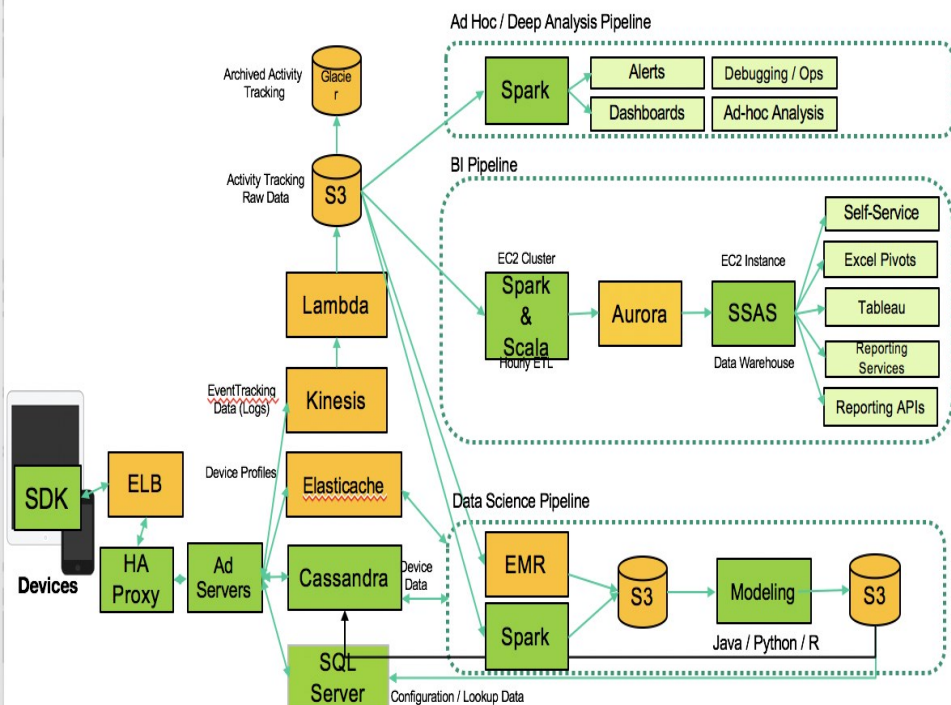 Ad Hoc / Deep Analysis Pipeline
Archived Activity
Tracking
Glacie
r
Spark
Alerts
Debugging / Ops
Dashboards
Ad-hoc Analysis
BI Pipeline
Activity Tracking
Raw Data
S3
EC2 Cluster
Spark
&
Scala
Hourly ETL
Aurora
EC2 Instance
SSAS
Data Warehouse
Self-Service
Excel Pivots
Tableau
Reporting
Services
Reporting APIs
Lambda
EventTracking
Data (Logs)
Kinesis
Device Profiles
Elasticache
SDK
Devices
ELB
HA
Proxy
Ad
Servers
Cassandra
Device
Data
SQL
Server
Configuration / Lookup Data
Data Science Pipeline
EMR
Spark
S3
Modeling
Java / Python / R
S3